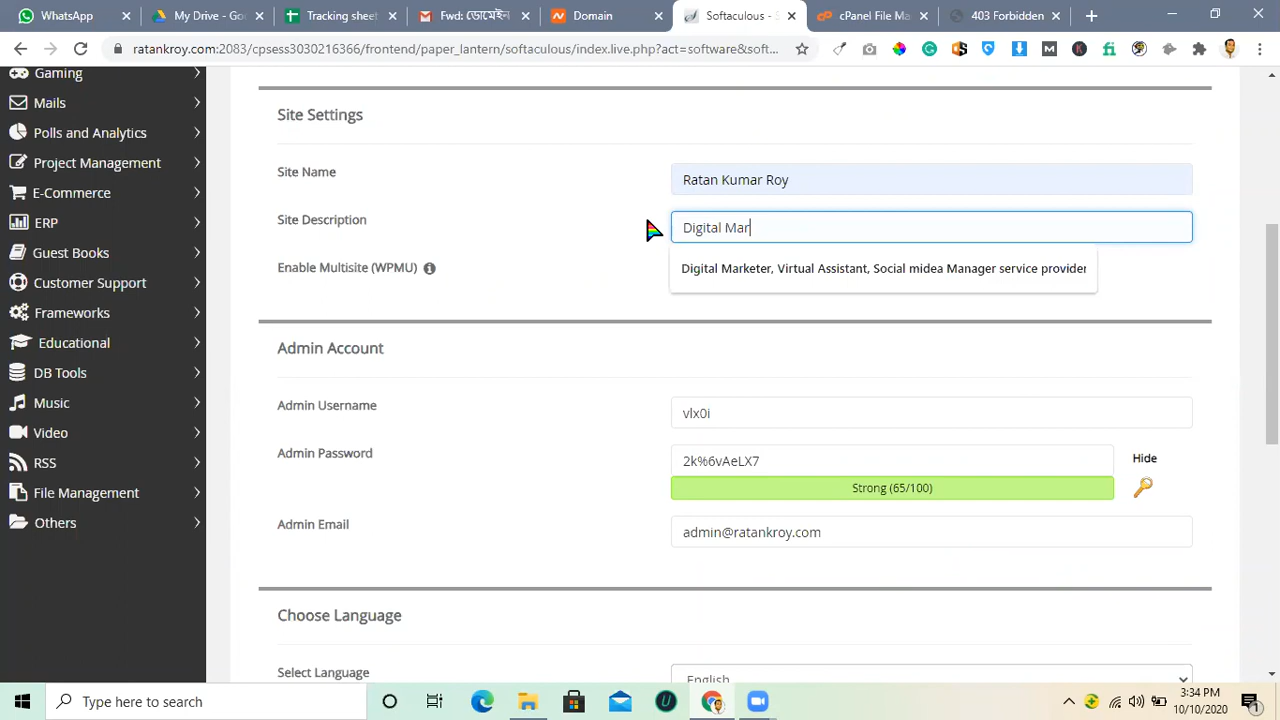 WhatsApp
My Drive - Goo
Tracking sheet
Fwd: ডোমেইন
Domain
Softaculous - S
cPanel File Ma
403 Forbidden
ratankroy.com:2083/cpsess3030216366/frontend/paper_lantern/softaculous/index.live.php?act=software&soft...
Gaming
Mails
Polls and Analytics
Project Management
E-Commerce
ERP
Guest Books
Customer Support
Frameworks
Educational
DB Tools
Music
Video
RSS
File Management
Others
Site Settings
Site Name
Ratan Kumar Roy
Site Description
Digital Mar
Enable Multisite (WPMU)
Digital Marketer, Virtual Assistant, Social midea Manager service provider
Admin Account
Admin Username
vlx0i
Admin Password
2k%6vAeLX7
Hide
Strong (65/100)
Admin Email
admin@ratankroy.com
Choose Language
Select Language
English
Type here to search
3:34 PM
10/10/2020